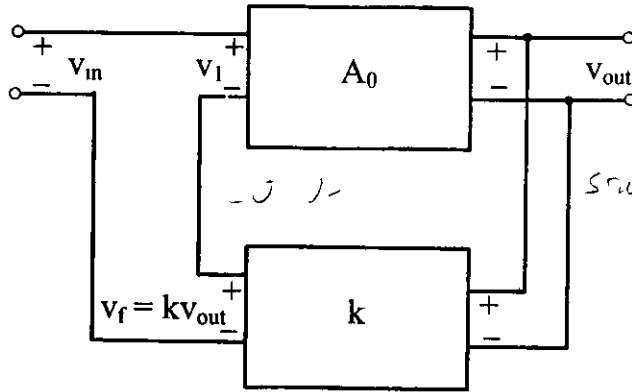 + + +
v_in v_1 A_0 v_out
− − −
+ +
v_f = kv_out k
− −